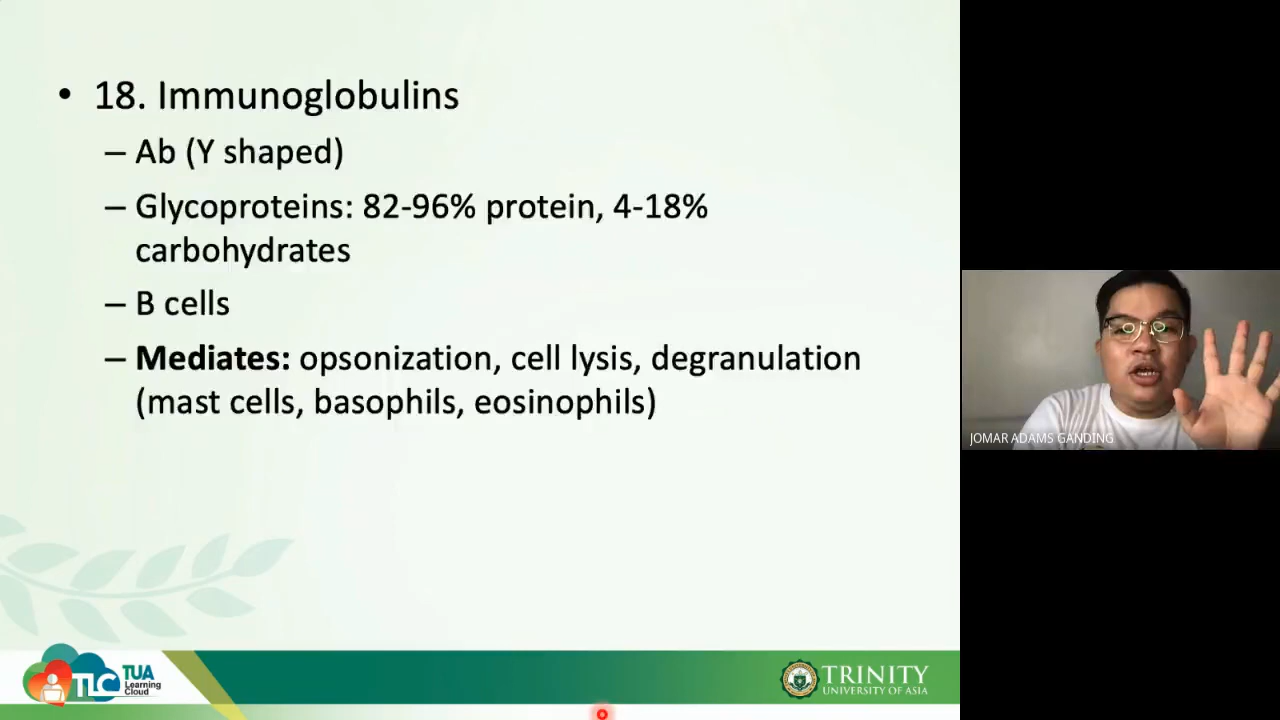 • 18. Immunoglobulins
– Ab (Y shaped)
– Glycoproteins: 82-96% protein, 4-18%
carbohydrates
– B cells
– Mediates: opsonization, cell lysis, degranulation
(mast cells, basophils, eosinophils)
JOMAR ADAMS GANDING
TLC TUA
Learning
Cloud
TRINITY
UNIVERSITY OF ASIA